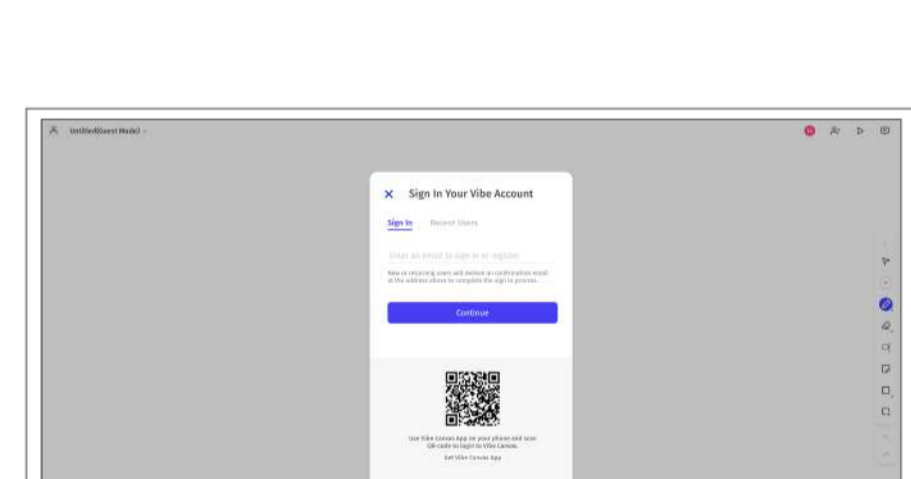 Untitled(Guest Mode)
Sign In Your Vibe Account
Sign In
Recent Users
Enter an email to sign in or register
New or returning users will receive an confirmation email
at the address above to complete the sign in process.
Continue
Use Vibe Canvas App on your phone and scan
QR-code to login to Vibe Canvas.
Get Vibe Canvas App